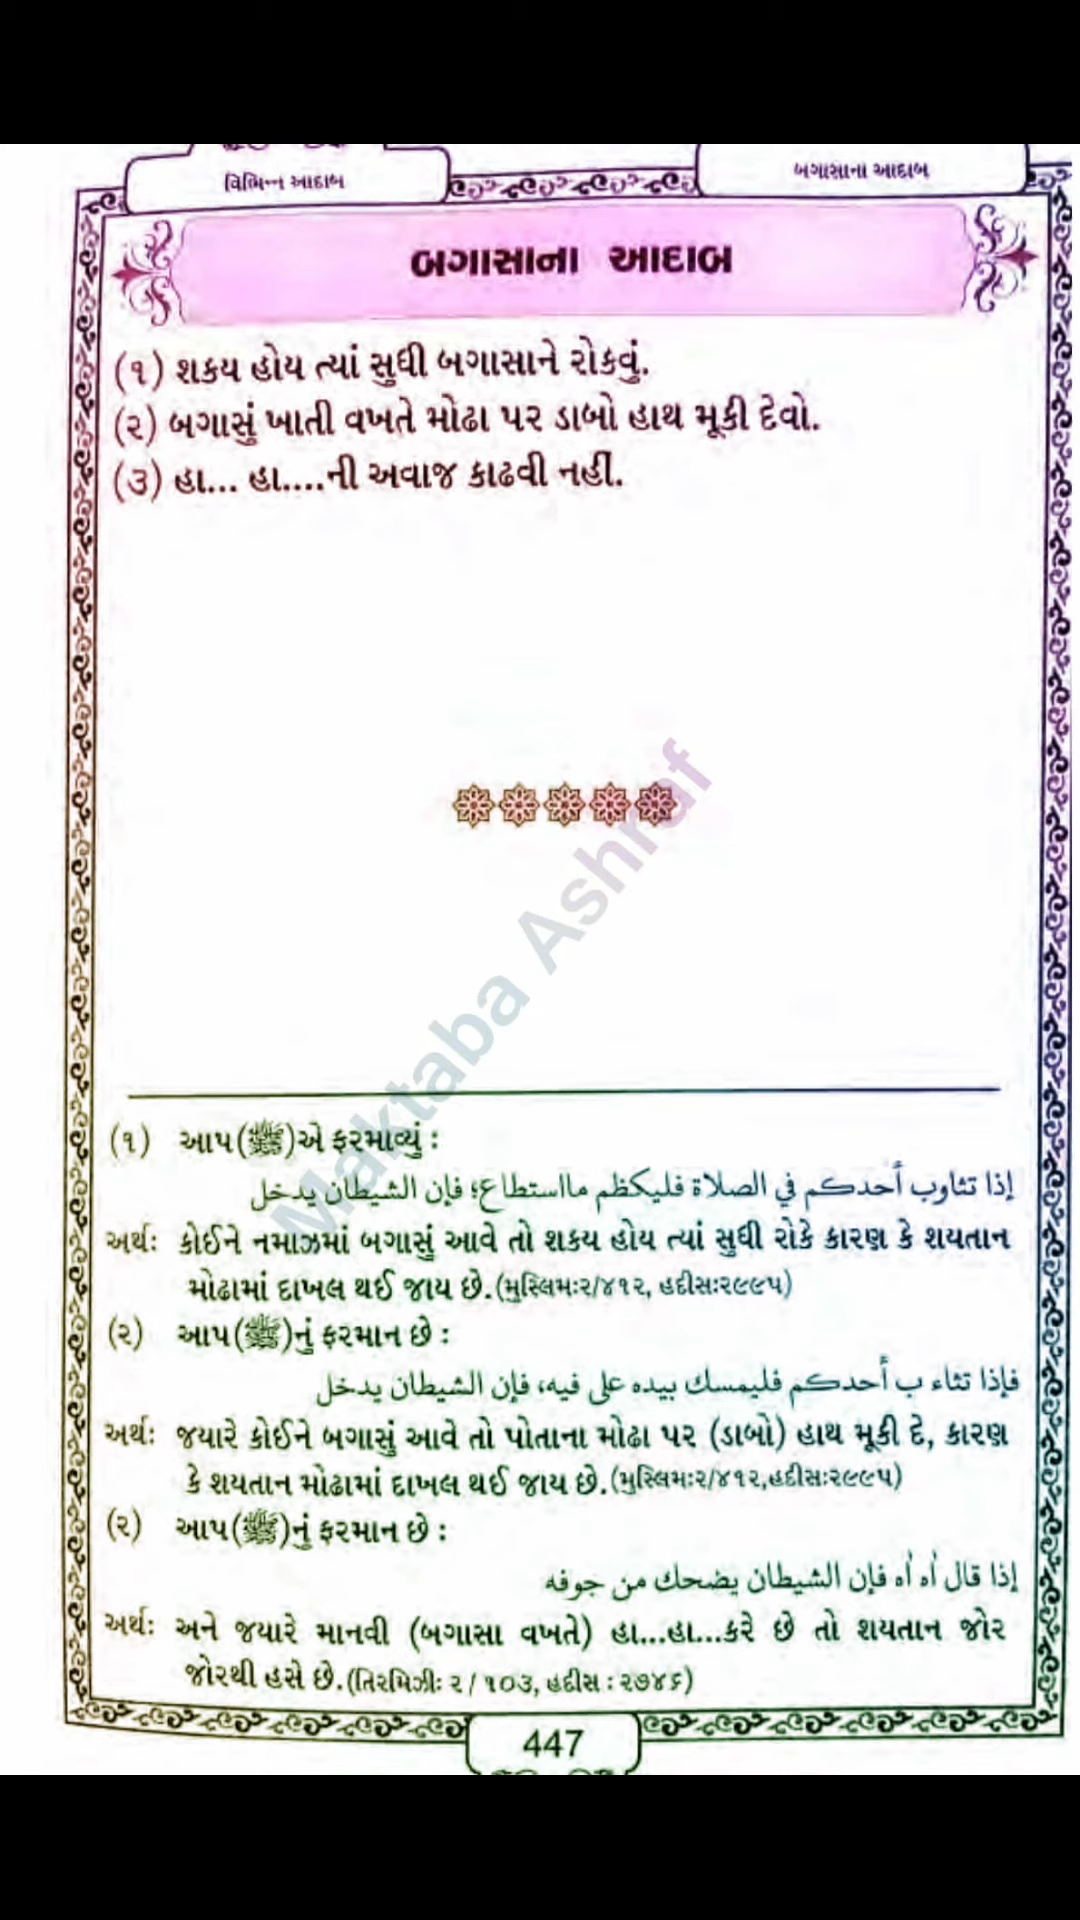 વિભિન્ન આદાબ
બગાસાના આદાબ
બગાસાના આદાબ
(૧) શકય હોય ત્યાં સુધી બગાસાને રોકવું.
(૨) બગાસું ખાતી વખતે મોઢા પર ડાબો હાથ મૂકી દેવો.
(૩) હા... હા....ની અવાજ કાઢવી નહીં.
Maktaba Ashraf
(૧) આપ(ﷺ)એ ફરમાવ્યું :
إذا تثاوب أحدكم في الصلاة فليكظم مااستطاع؛ فإن الشيطان يدخل
અર્થ: કોઈને નમાઝમાં બગાસું આવે તો શકય હોય ત્યાં સુધી રોકે કારણ કે શયતાન
મોઢામાં દાખલ થઈ જાય છે.(મુસ્લિમ:૨/૪૧૨, હદીસ:૨૯૯૫)
(૨) આપ(ﷺ)નું ફરમાન છે :
فإذا تثاء ب أحدكم فليمسك بيده على فيه، فإن الشيطان يدخل
અર્થ: જયારે કોઈને બગાસું આવે તો પોતાના મોઢા પર (ડાબો) હાથ મૂકી દે, કારણ
કે શયતાન મોઢામાં દાખલ થઈ જાય છે.(મુસ્લિમ:૨/૪૧૨,હદીસ:૨૯૯૫)
(૨) આપ(ﷺ)નું ફરમાન છે :
إذا قال أه أه فإن الشيطان يضحك من جوفه
અર્થ: અને જયારે માનવી (બગાસા વખતે) હા...હા...કરે છે તો શયતાન જોર
જોરથી હસે છે.(તિરમિઝી: ૨ / ૧૦૩, હદીસ : ૨૭૪૬)
447